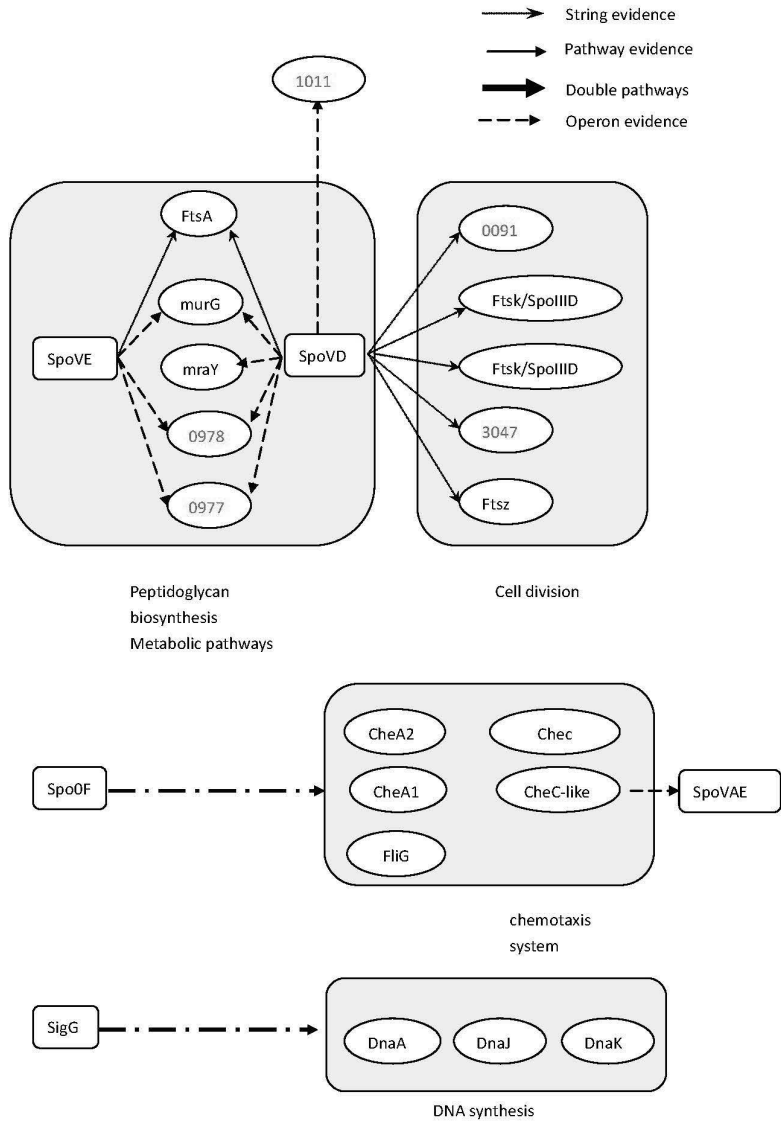 String evidence
Pathway evidence
Double pathways
Operon evidence
1011
FtsA
murG
SpoVE
mraY
SpoVD
0978
0977
0091
Ftsk/SpoIIID
Ftsk/SpoIIID
3047
Ftsz
Peptidoglycan
biosynthesis
Metabolic pathways
Cell division
CheA2
Chec
Spo0F
CheA1
CheC-like
SpoVAE
FliG
chemotaxis
system
SigG
DnaA
DnaJ
DnaK
DNA synthesis